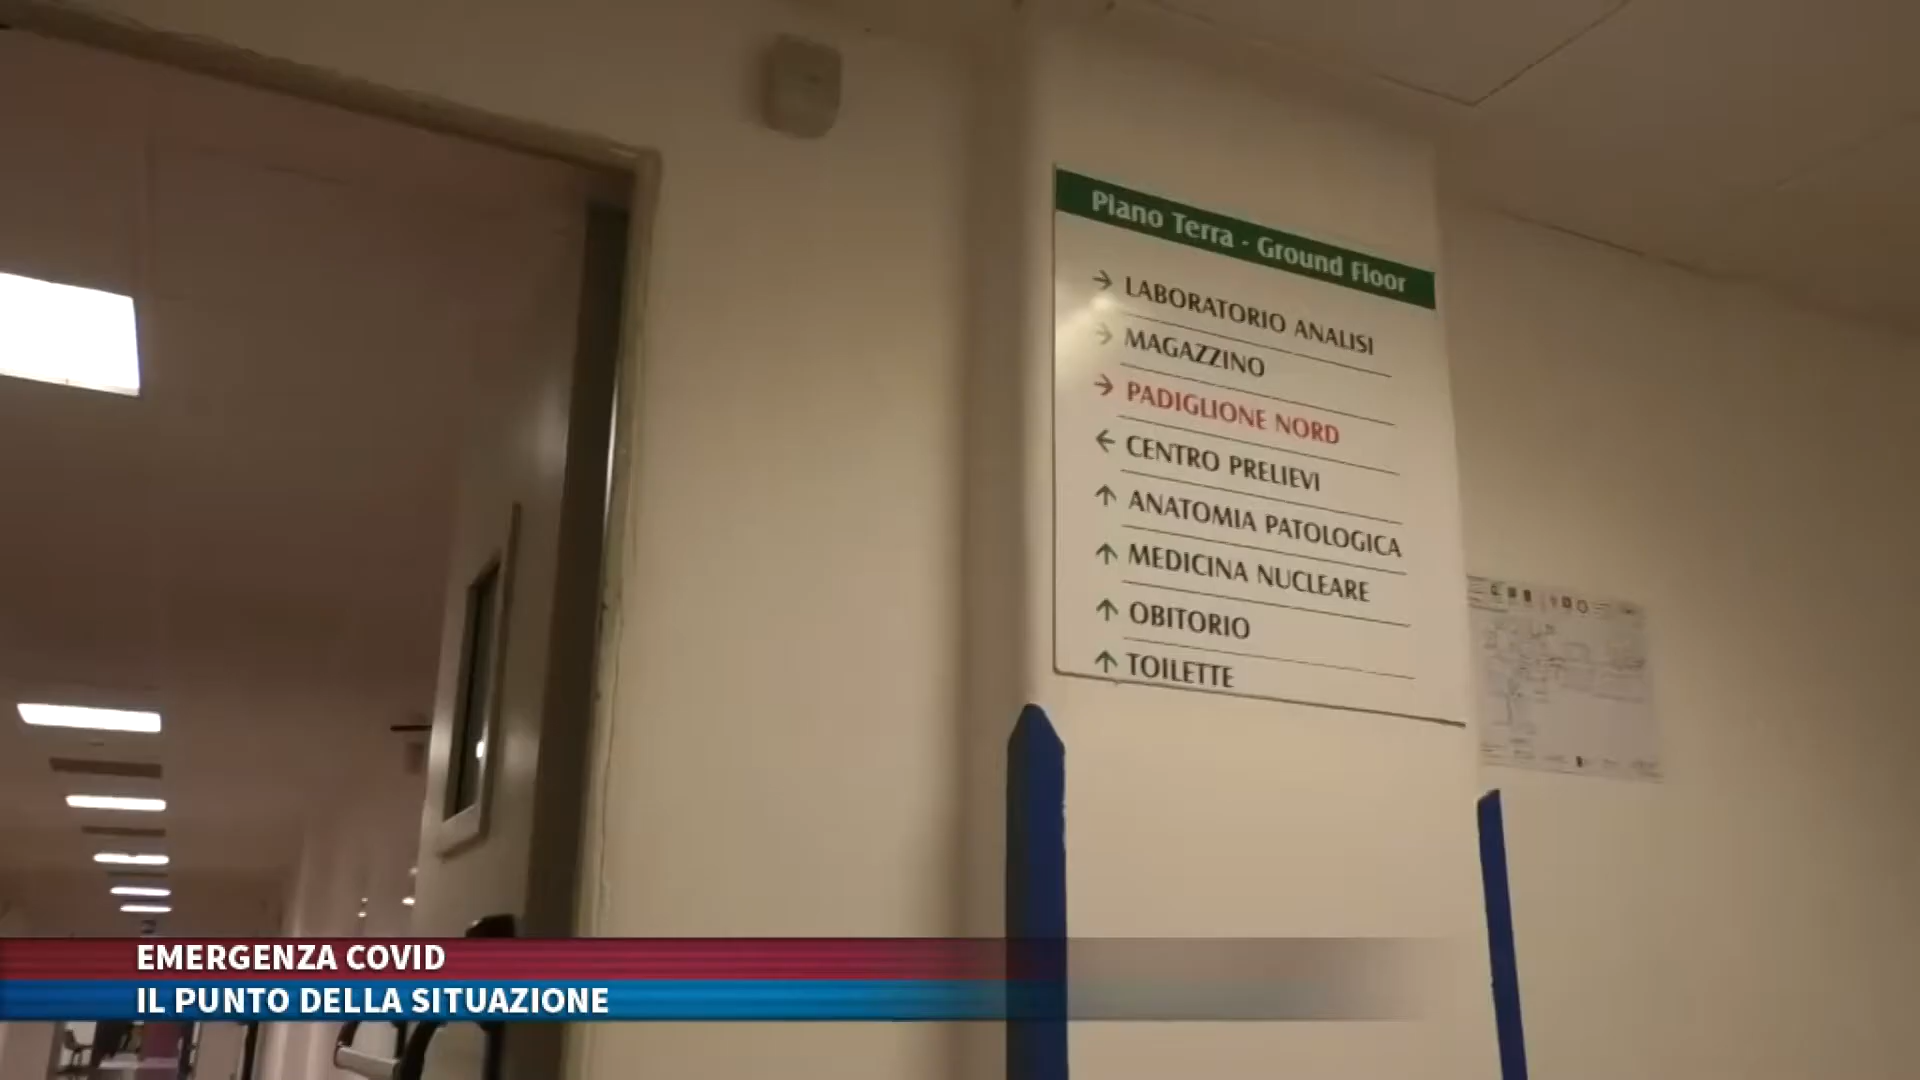 Piano Terra - Ground Floor
→ LABORATORIO ANALISI
→ MAGAZZINO
→ PADIGLIONE NORD
← CENTRO PRELIEVI
↑ ANATOMIA PATOLOGICA
↑ MEDICINA NUCLEARE
↑ OBITORIO
↑ TOILETTE
EMERGENZA COVID
IL PUNTO DELLA SITUAZIONE